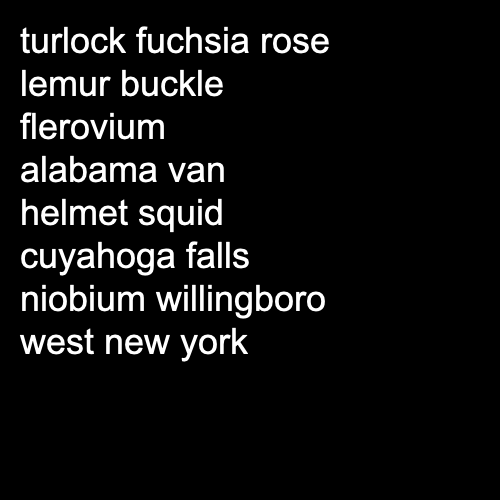 turlock fuchsia rose
lemur buckle
flerovium
alabama van
helmet squid
cuyahoga falls
niobium willingboro
west new york